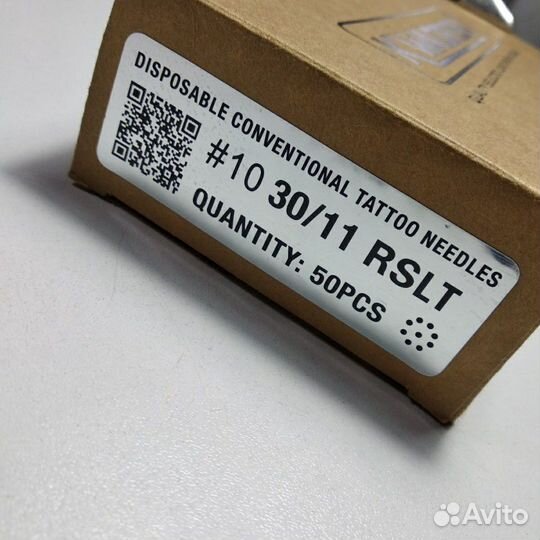 DISPOSABLE CONVENTIONAL TATTOO NEEDLES
#10 30/11 RSLT
QUANTITY: 50PCS
Avito